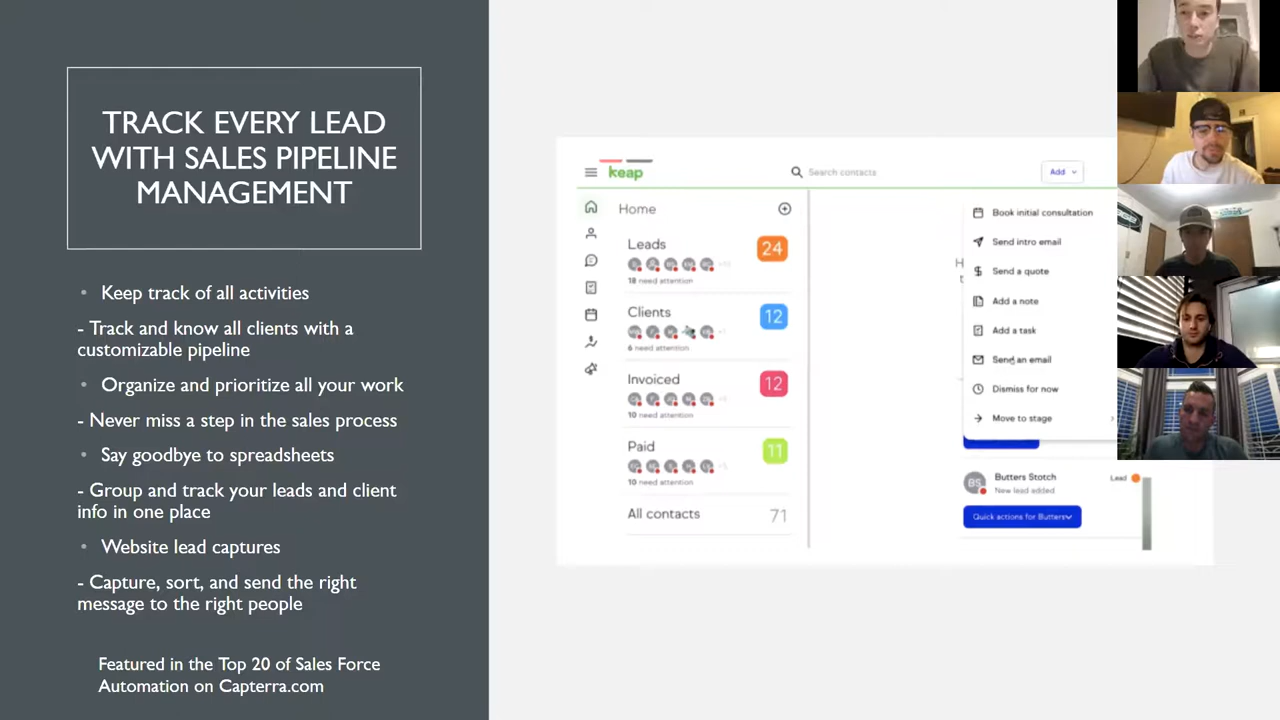 TRACK EVERY LEAD
WITH SALES PIPELINE
MANAGEMENT
• Keep track of all activities
- Track and know all clients with a
customizable pipeline
• Organize and prioritize all your work
- Never miss a step in the sales process
• Say goodbye to spreadsheets
- Group and track your leads and client
info in one place
• Website lead captures
- Capture, sort, and send the right
message to the right people
Featured in the Top 20 of Sales Force
Automation on Capterra.com
keap
Search contacts
Add
Home
Leads
24
18 need attention
Clients
12
6 need attention
Invoiced
12
10 need attention
Paid
11
10 need attention
All contacts
71
Book initial consultation
Send intro email
Send a quote
Add a note
Add a task
Send an email
Dismiss for now
Move to stage
BS
Butters Stotch
Lead
New lead added
Quick actions for Butters